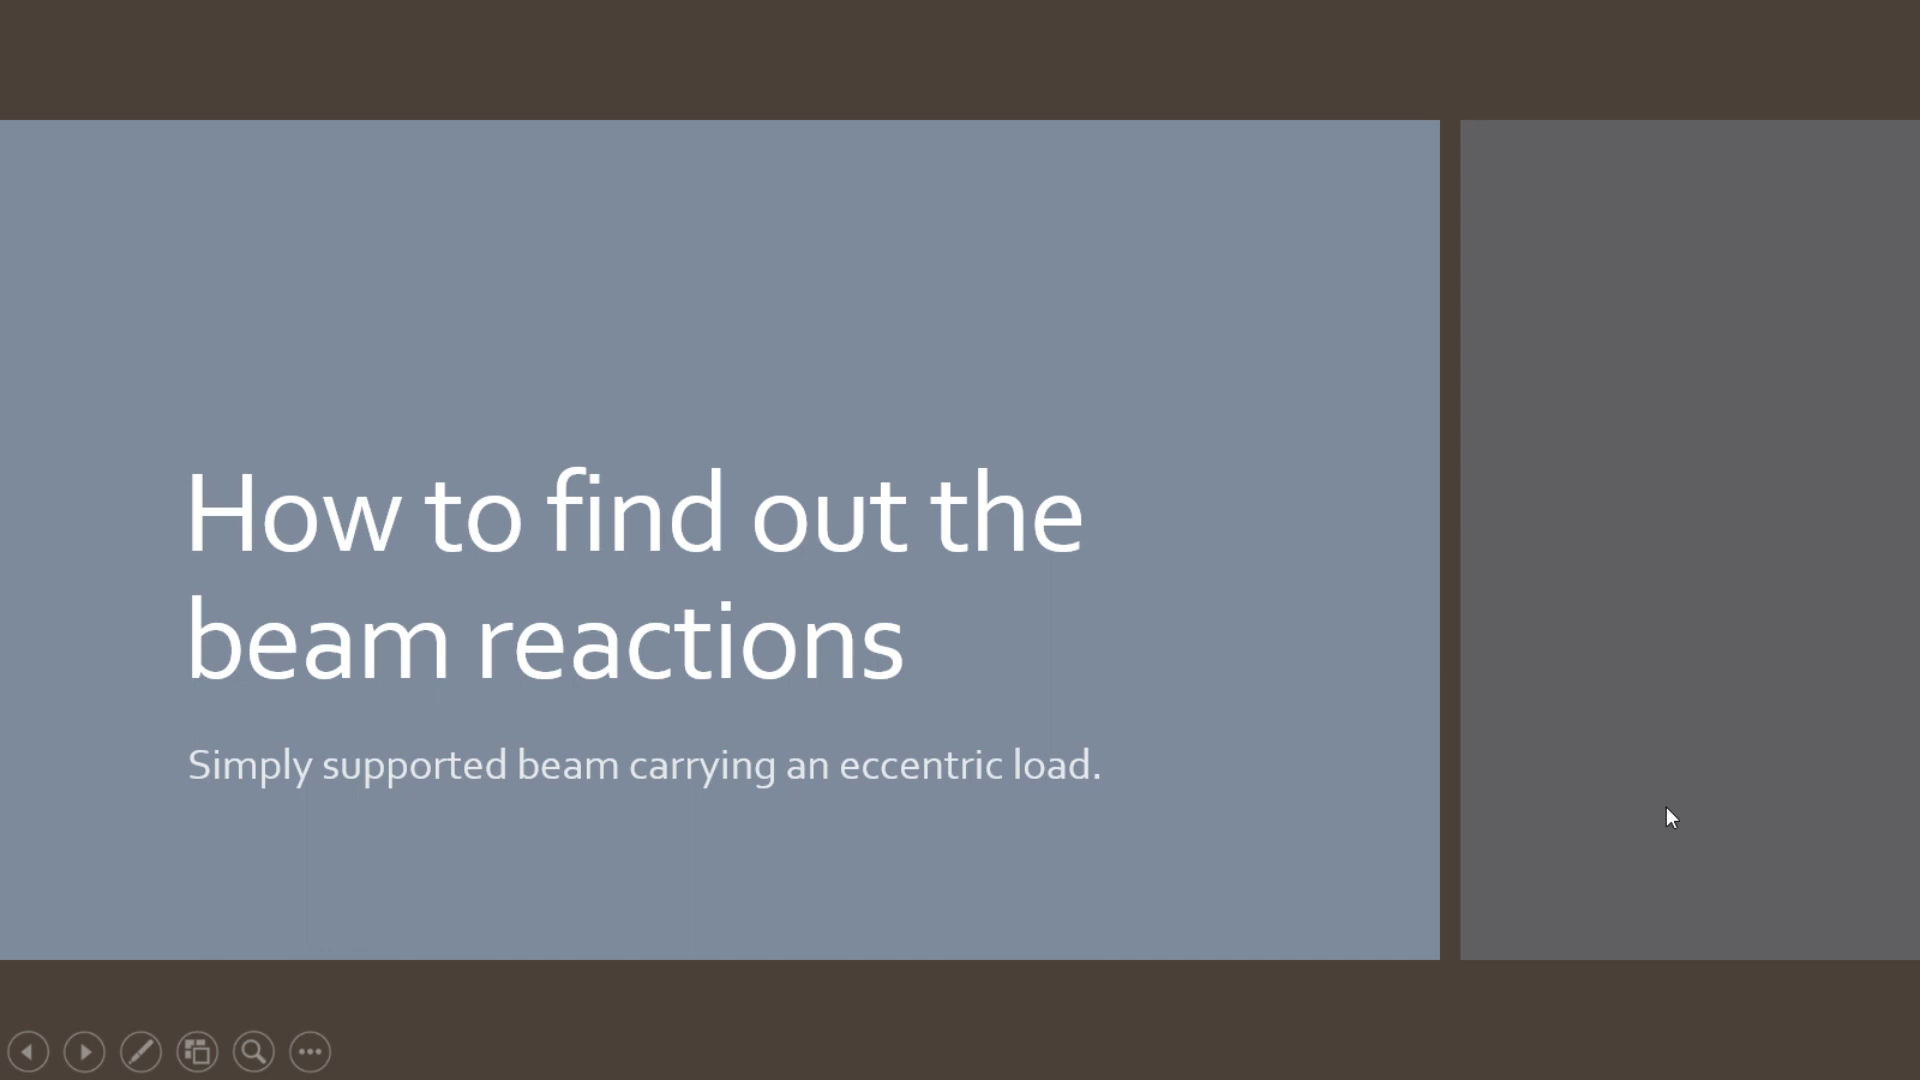 How to find out the
beam reactions
Simply supported beam carrying an eccentric load.